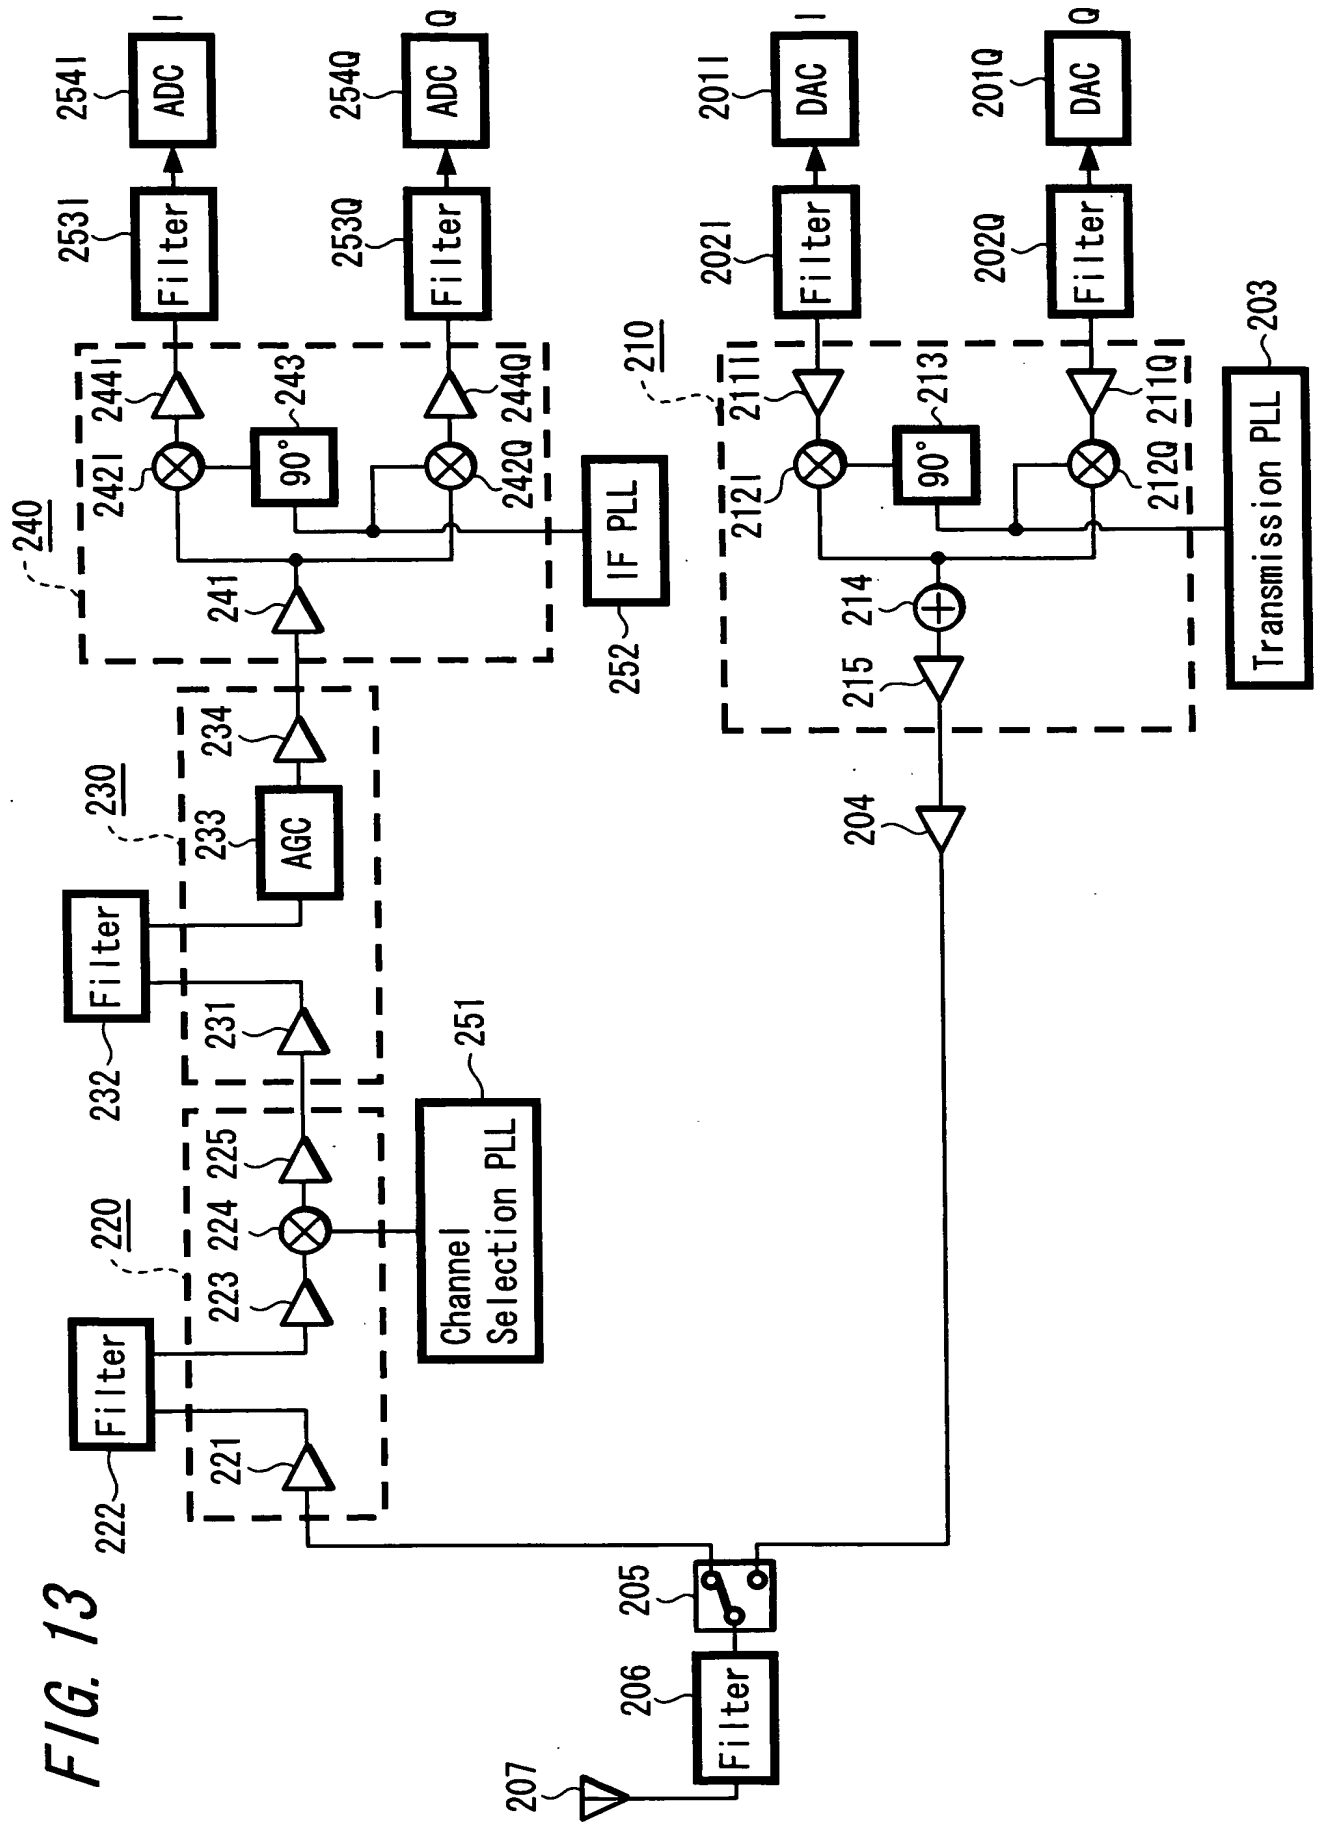 FIG. 13
207
206
Filter
205
222
Filter
220
221
223
224
225
Channel
Selection PLL
251
232
Filter
230
231
233
AGC
234
240
241
242I
244I
243
90°
242Q
244Q
252
IF PLL
253I
Filter
254I
ADC
I
253Q
Filter
254Q
ADC
Q
204
210
215
214
212I
211I
213
90°
212Q
211Q
203
Transmission PLL
202I
Filter
201I
DAC
I
202Q
Filter
201Q
DAC
Q